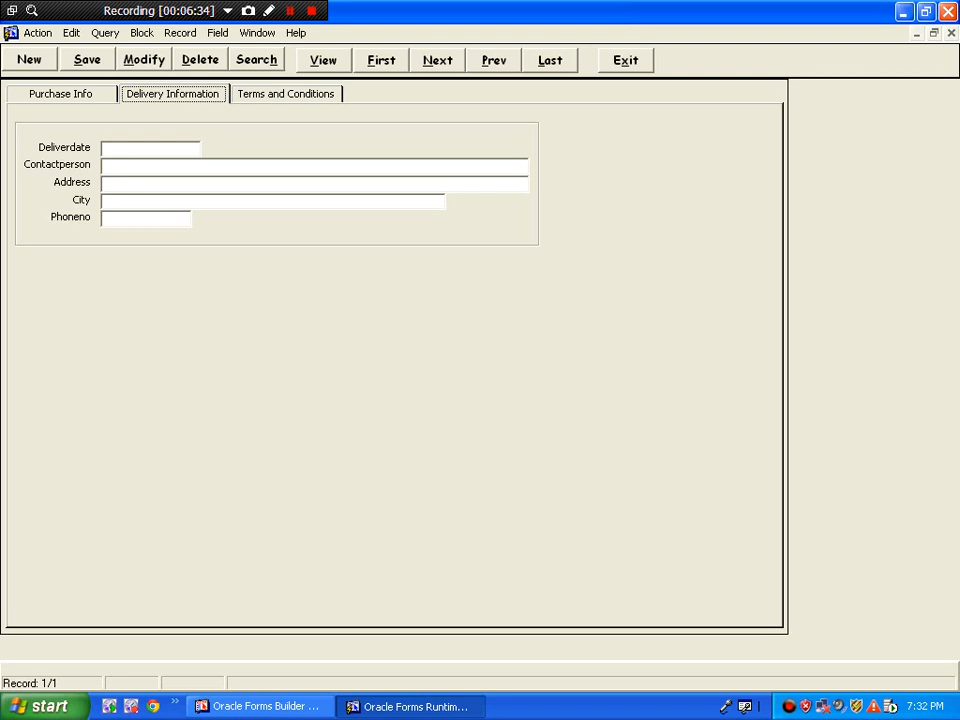 Recording [00:06:34]
Action Edit Query Block Record Field Window Help
New Save Modify Delete Search View First Next Prev Last Exit
Purchase Info Delivery Information Terms and Conditions
Deliverdate
Contactperson
Address
City
Phoneno
Record: 1/1
start Oracle Forms Builder ... Oracle Forms Runtim... 7:32 PM